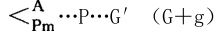 <A Pm …P…G′ （G+g）